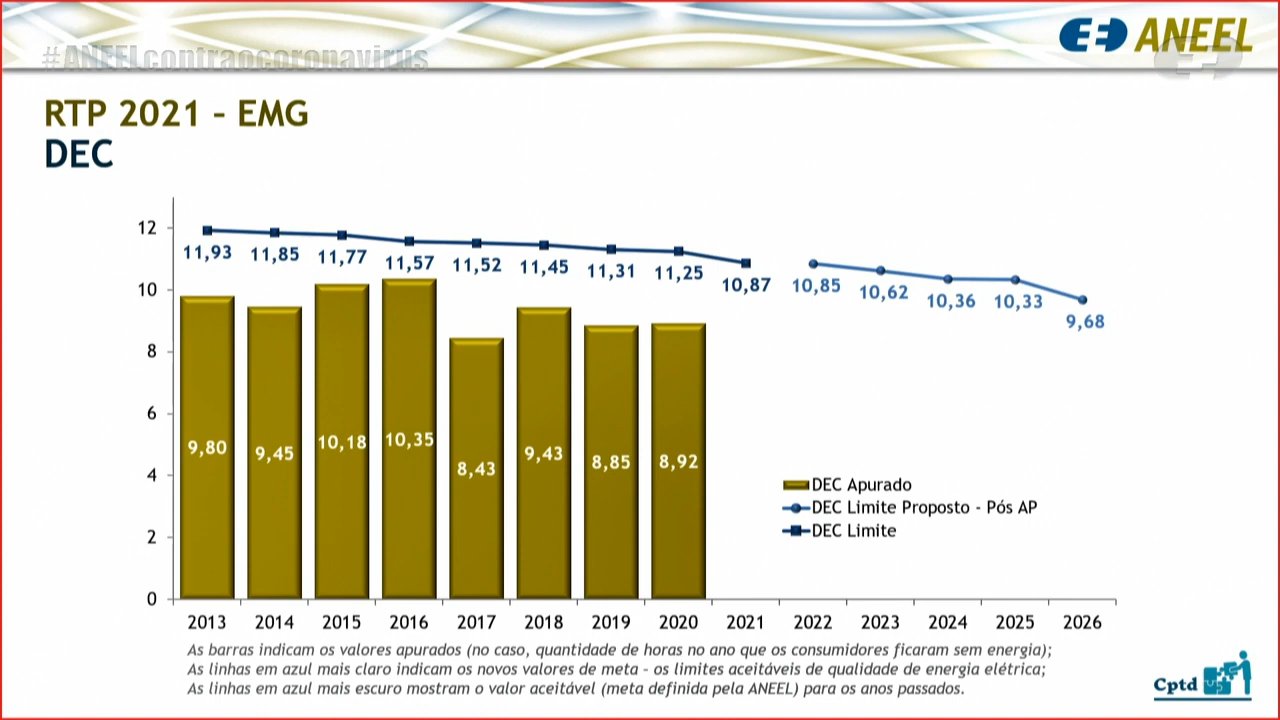 #ANEELcontraocoronavirus
ANEEL
RTP 2021 – EMG
DEC
12
10
8
6
4
2
0
11,93 11,85 11,77 11,57 11,52 11,45 11,31 11,25 10,87 10,85 10,62 10,36 10,33 9,68
9,80 9,45 10,18 10,35 8,43 9,43 8,85 8,92
DEC Apurado
DEC Limite Proposto - Pós AP
DEC Limite
2013 2014 2015 2016 2017 2018 2019 2020 2021 2022 2023 2024 2025 2026
As barras indicam os valores apurados (no caso, quantidade de horas no ano que os consumidores ficaram sem energia);
As linhas em azul mais claro indicam os novos valores de meta – os limites aceitáveis de qualidade de energia elétrica;
As linhas em azul mais escuro mostram o valor aceitável (meta definida pela ANEEL) para os anos passados.
Cptd